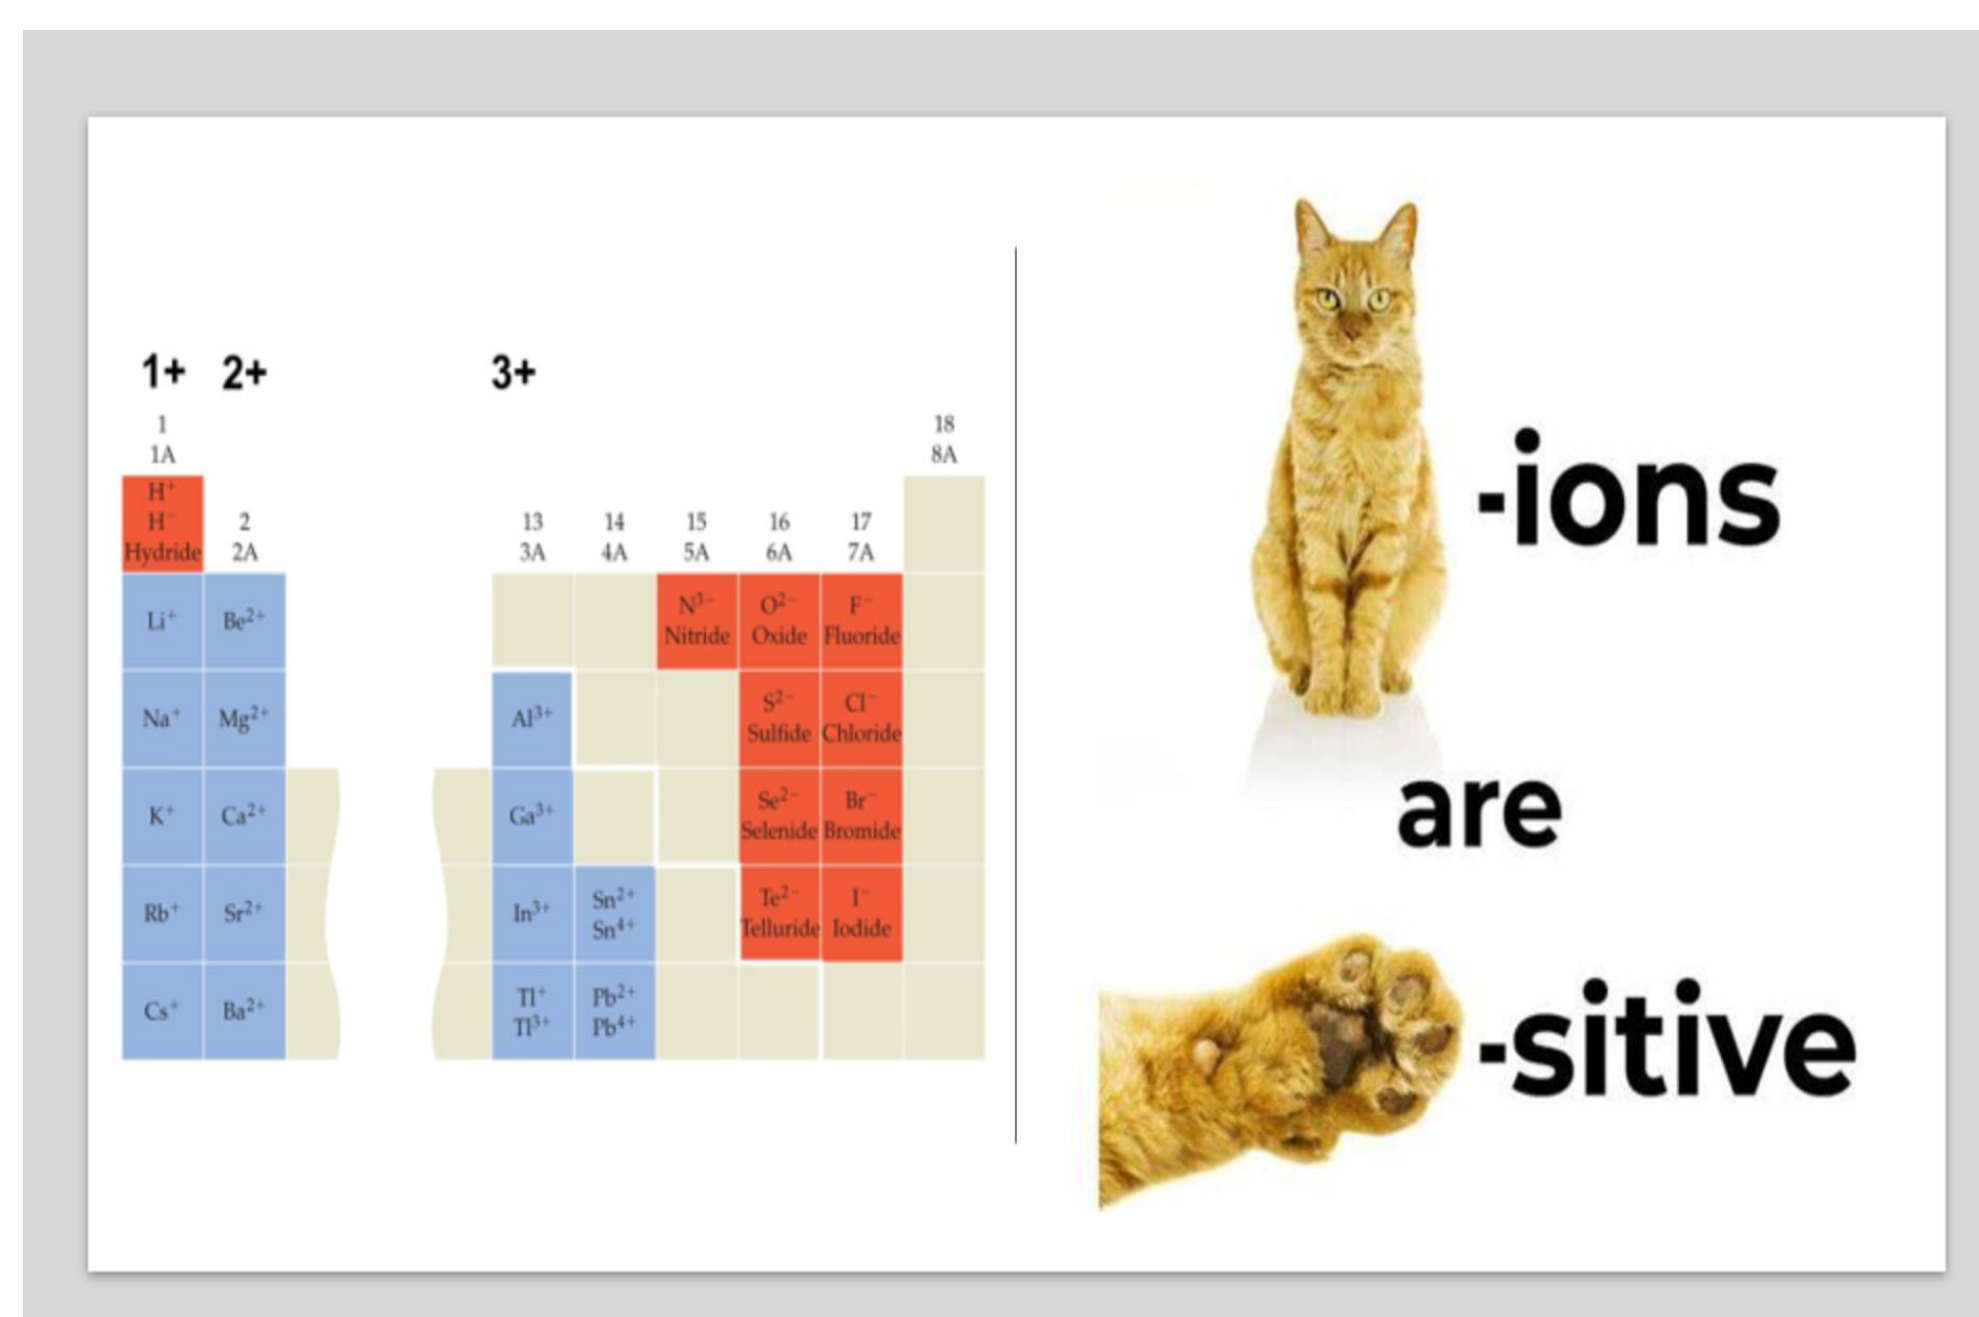 1+ 2+ 3+
1 18
1A 8A
H⁺
H⁻ 2 13 14 15 16 17
Hydride 2A 3A 4A 5A 6A 7A
Li⁺ Be²⁺ N³⁻ O²⁻ F⁻
Nitride Oxide Fluoride
Na⁺ Mg²⁺ Al³⁺ S²⁻ Cl⁻
Sulfide Chloride
K⁺ Ca²⁺ Ga³⁺ Se²⁻ Br⁻
Selenide Bromide
Rb⁺ Sr²⁺ In³⁺ Sn²⁺ Te²⁻ I⁻
Sn⁴⁺ Telluride Iodide
Cs⁺ Ba²⁺ Tl⁺ Pb²⁺
Tl³⁺ Pb⁴⁺
-ions
are
-sitive